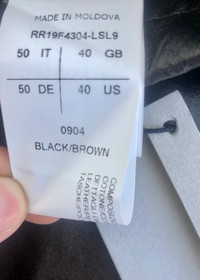 MADE IN MOLDOVA
RR19F4304-LSL9
50 IT 40 GB
50 DE 40 US
0904
BLACK/BROWN